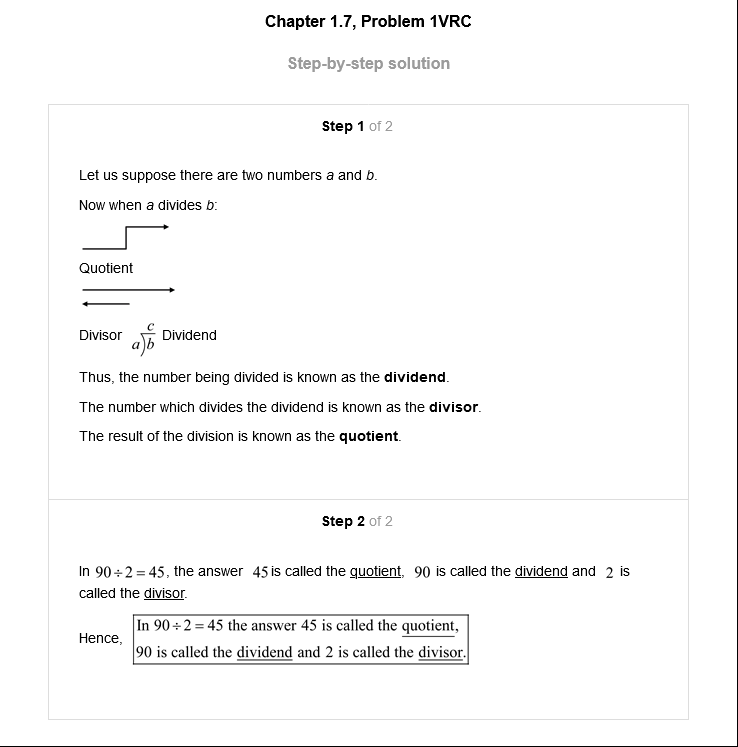 Chapter 1.7, Problem 1VRC
Step-by-step solution
Step 1 of 2
Let us suppose there are two numbers a and b.
Now when a divides b:
Quotient
c
Divisor a)b Dividend
Thus, the number being divided is known as the dividend.
The number which divides the dividend is known as the divisor.
The result of the division is known as the quotient.
Step 2 of 2
In 90÷2=45, the answer 45 is called the quotient, 90 is called the dividend and 2 is
called the divisor.
In 90÷2=45 the answer 45 is called the quotient,
Hence,
90 is called the dividend and 2 is called the divisor.